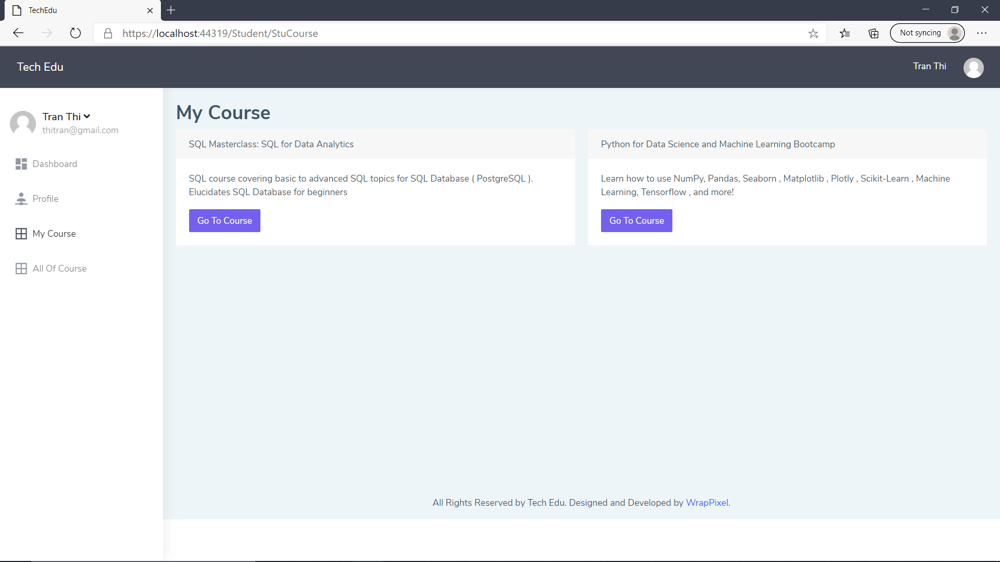 TechEdu
https://localhost:44319/Student/StuCourse
Not syncing
Tech Edu
Tran Thi
Tran Thi
thitran@gmail.com
Dashboard
Profile
My Course
All Of Course
My Course
SQL Masterclass: SQL for Data Analytics
SQL course covering basic to advanced SQL topics for SQL Database ( PostgreSQL ).
Elucidates SQL Database for beginners
Go To Course
Python for Data Science and Machine Learning Bootcamp
Learn how to use NumPy, Pandas, Seaborn , Matplotlib , Plotly , Scikit-Learn , Machine
Learning, Tensorflow , and more!
Go To Course
All Rights Reserved by Tech Edu. Designed and Developed by WrapPixel.